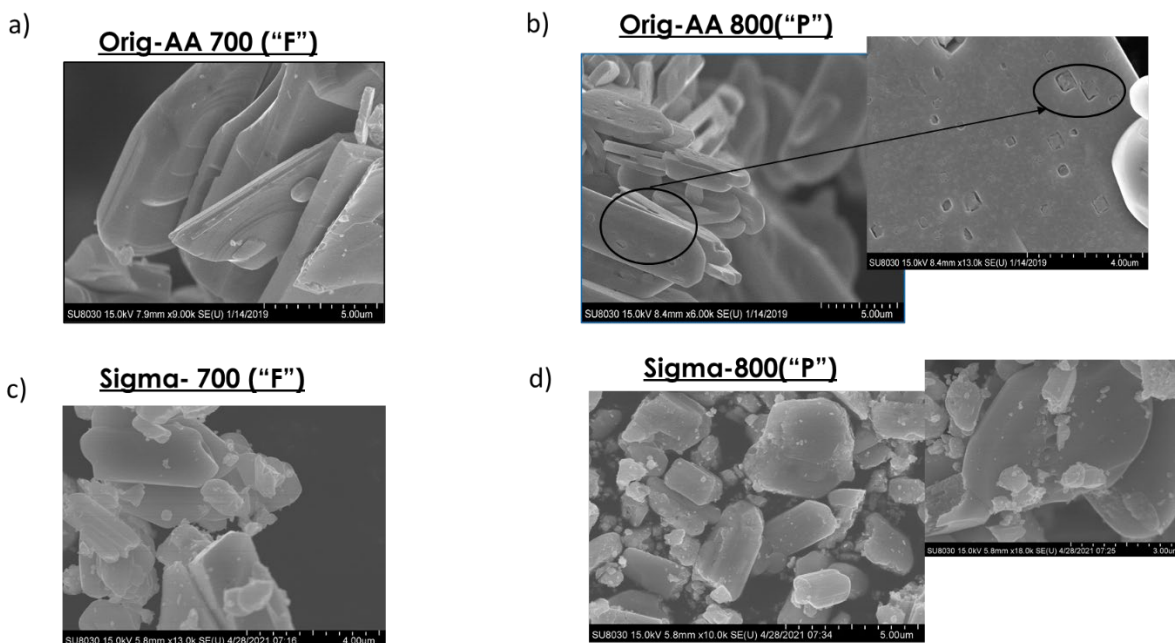 a)
Orig-AA 700 (“F”)
SU8030 15.0kV 7.9mm x9.00k SE(U) 1/14/2019 5.00um
b)
Orig-AA 800(“P”)
SU8030 15.0kV 8.4mm x6.00k SE(U) 1/14/2019 5.00um
SU8030 15.0kV 8.4mm x13.0k SE(U) 1/14/2019 4.00um
c)
Sigma- 700 (“F”)
SU8030 15.0kV 5.8mm x13.0k SE(U) 4/28/2021 07:16 4.00um
d)
Sigma-800(“P”)
SU8030 15.0kV 5.8mm x10.0k SE(U) 4/28/2021 07:34 5.00um
SU8030 15.0kV 5.8mm x18.0k SE(U) 4/28/2021 07:25 3.00um